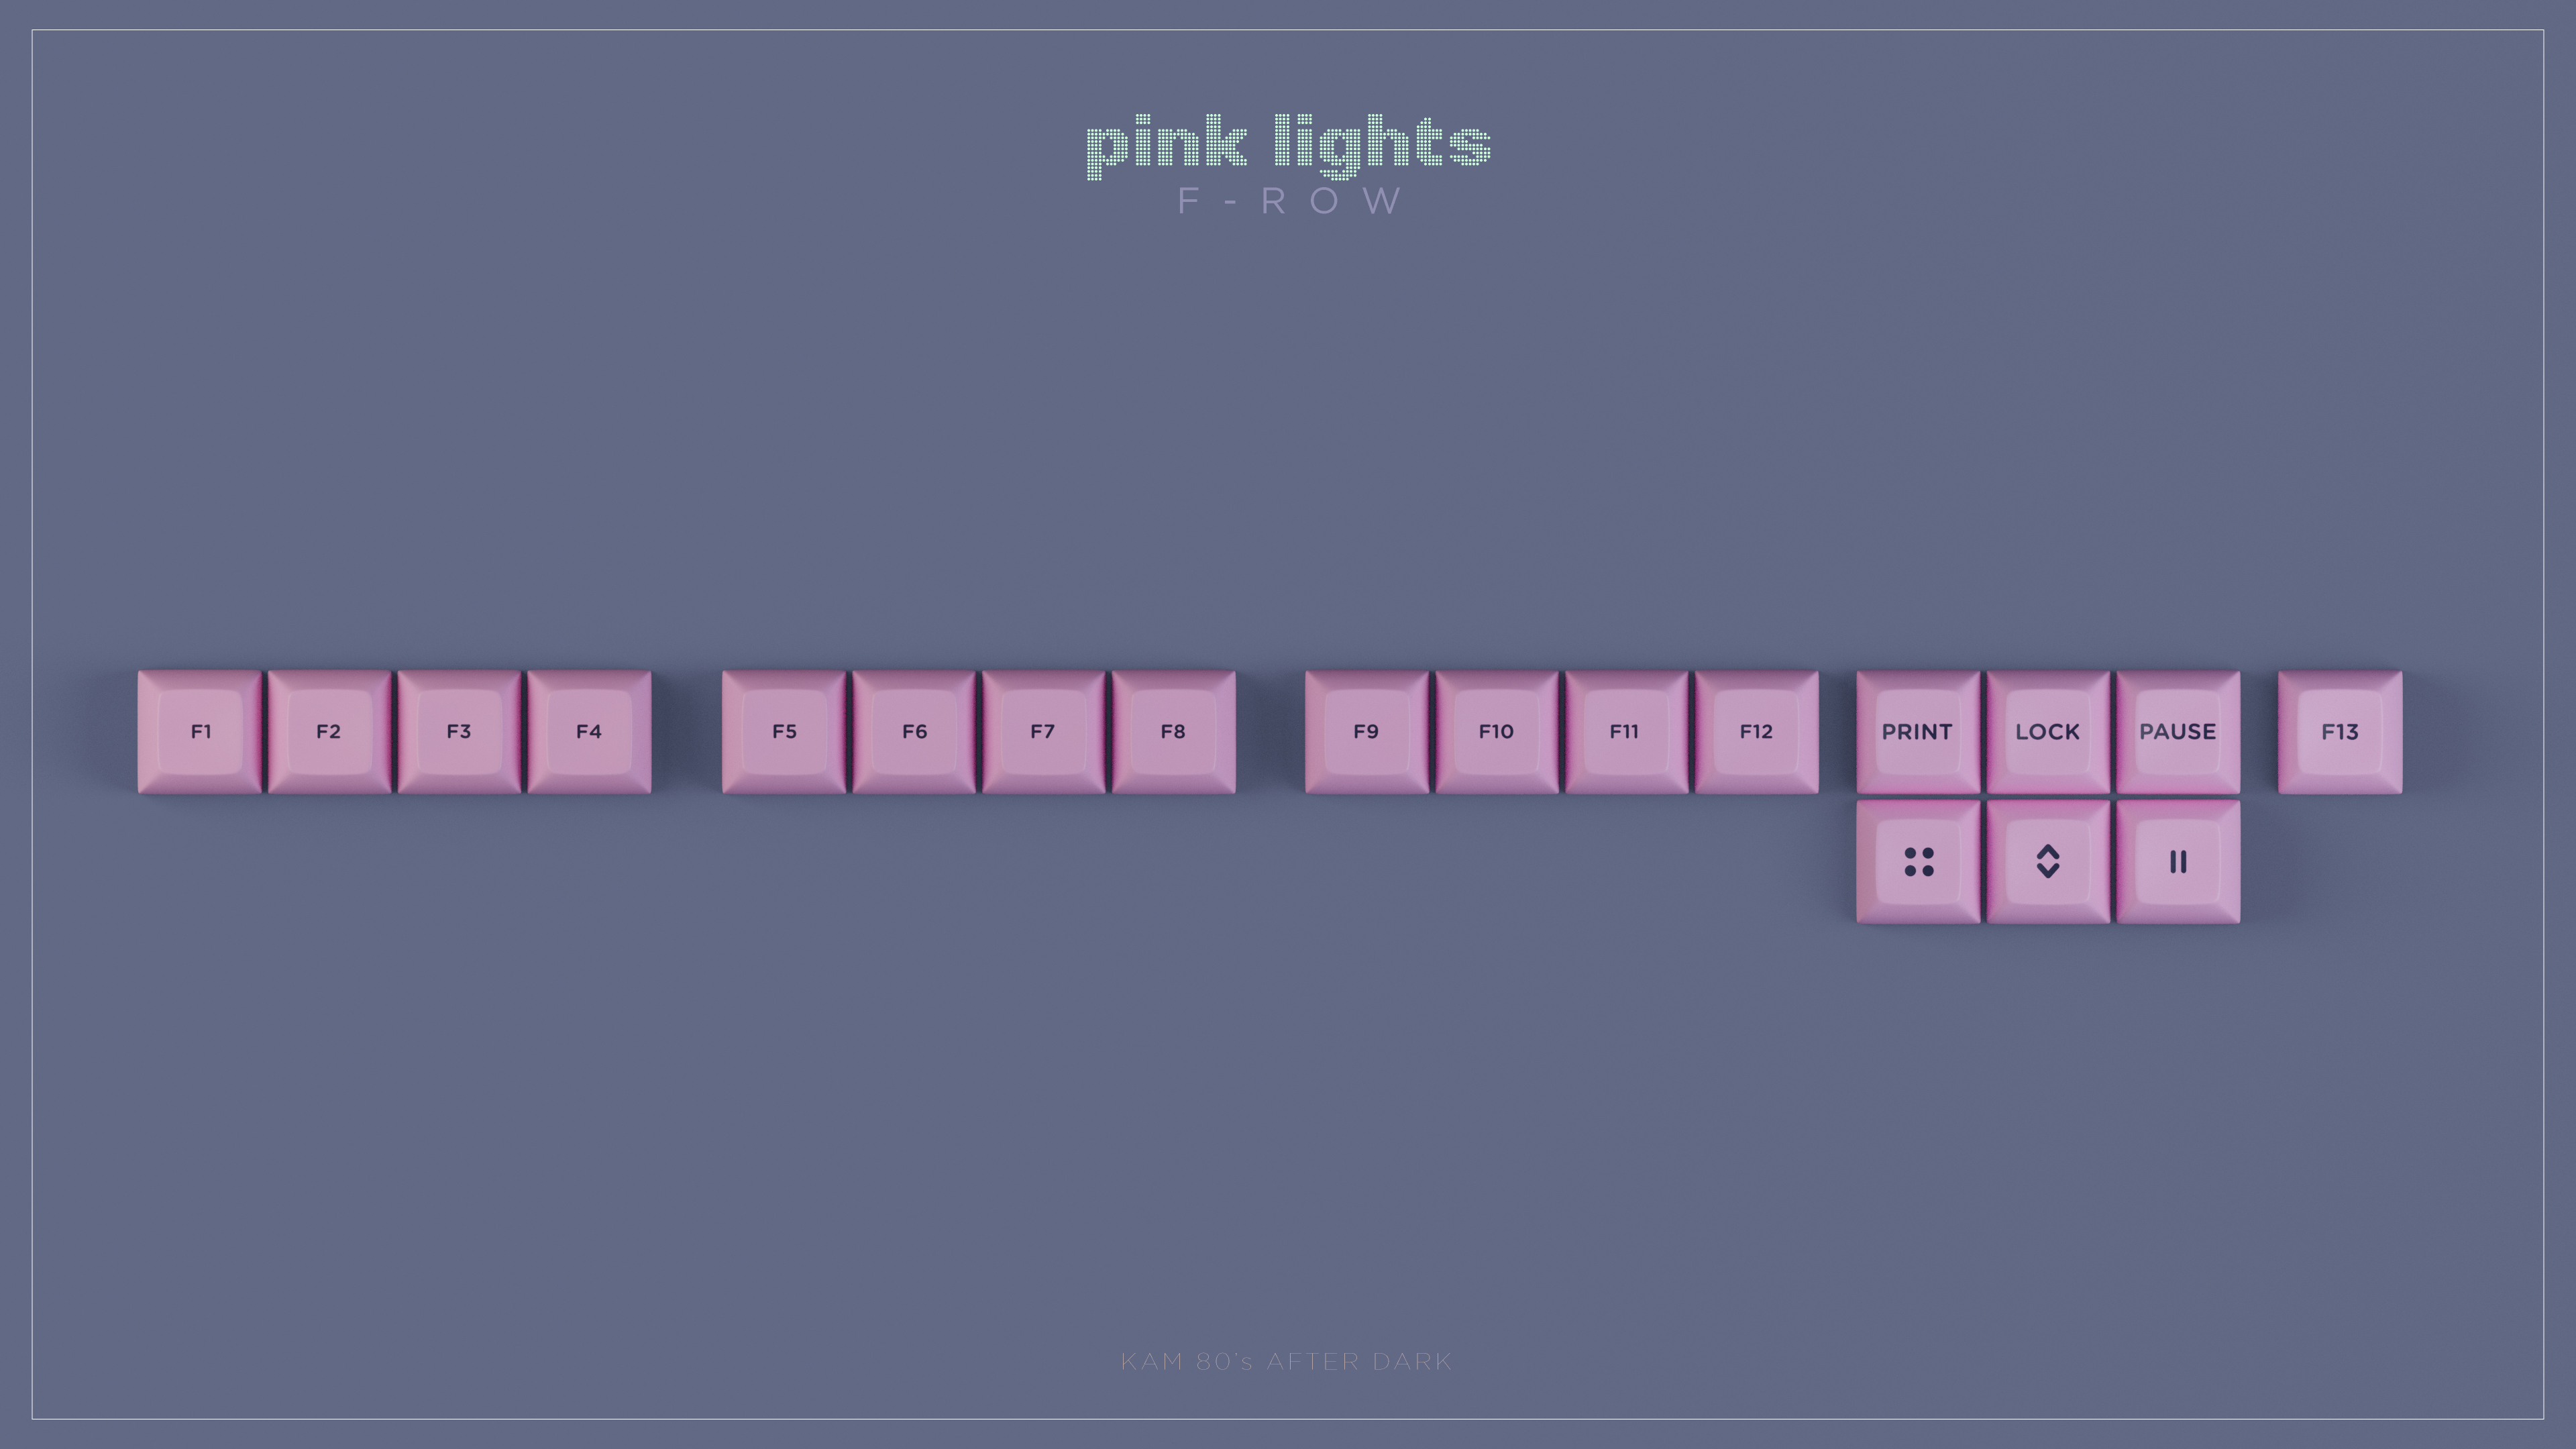 pink lights
F-ROW
F1 F2 F3 F4 F5 F6 F7 F8 F9 F10 F11 F12 PRINT LOCK PAUSE F13
KAM 80's AFTER DARK